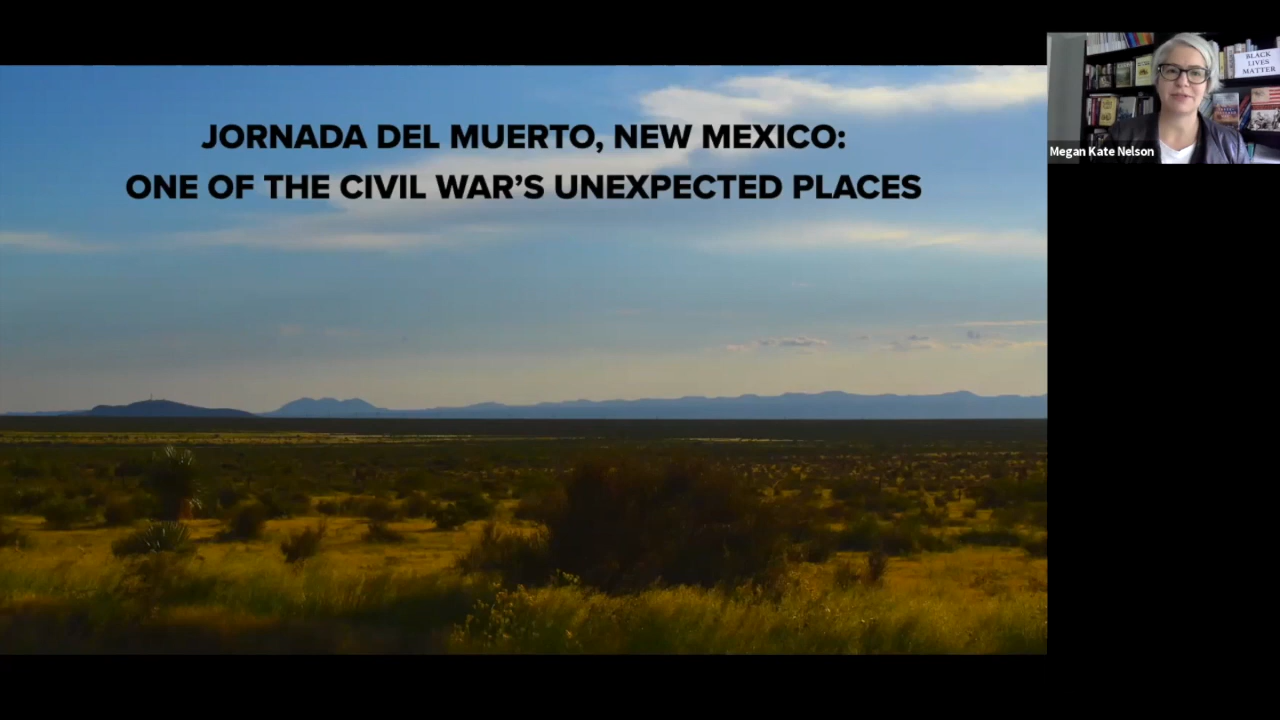 JORNADA DEL MUERTO, NEW MEXICO:
ONE OF THE CIVIL WAR'S UNEXPECTED PLACES
BLACK
LIVES
MATTER
Megan Kate Nelson